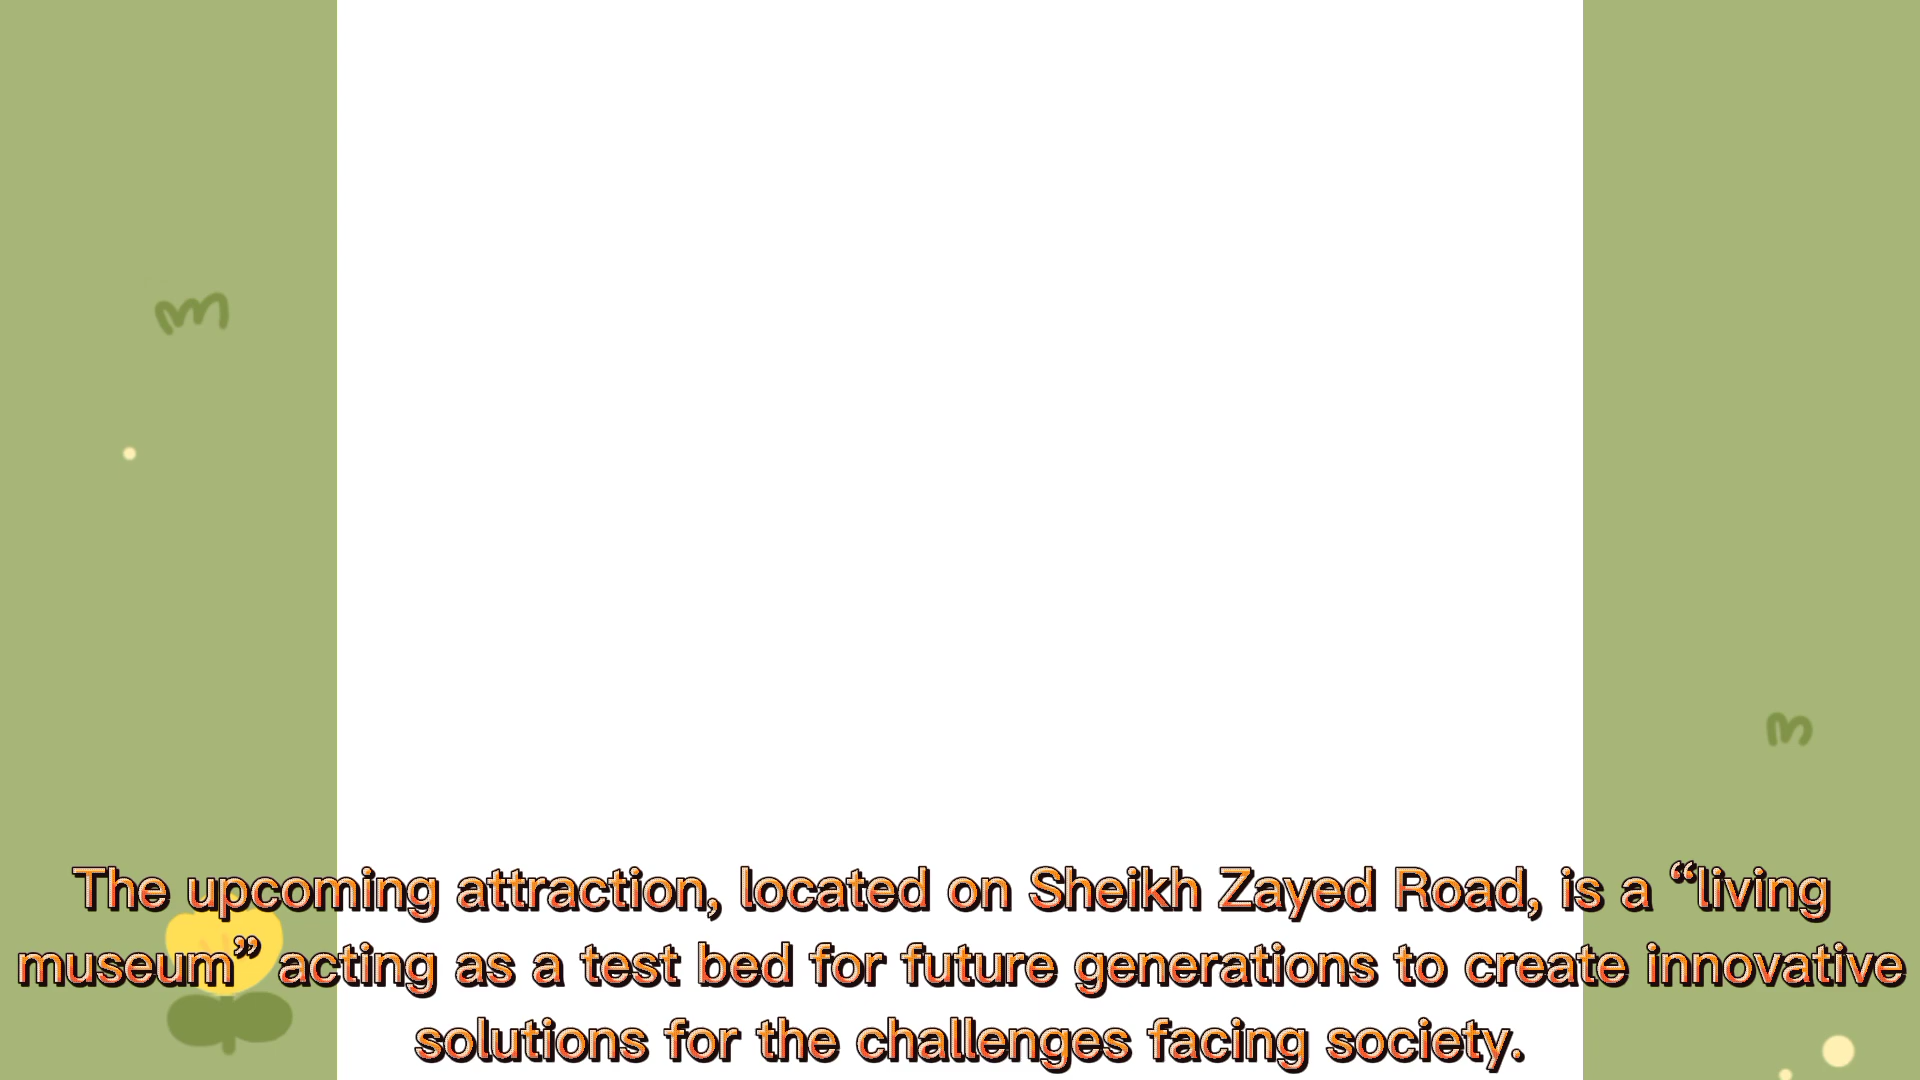 The upcoming attraction, located on Sheikh Zayed Road, is a “living
museum” acting as a test bed for future generations to create innovative
solutions for the challenges facing society.